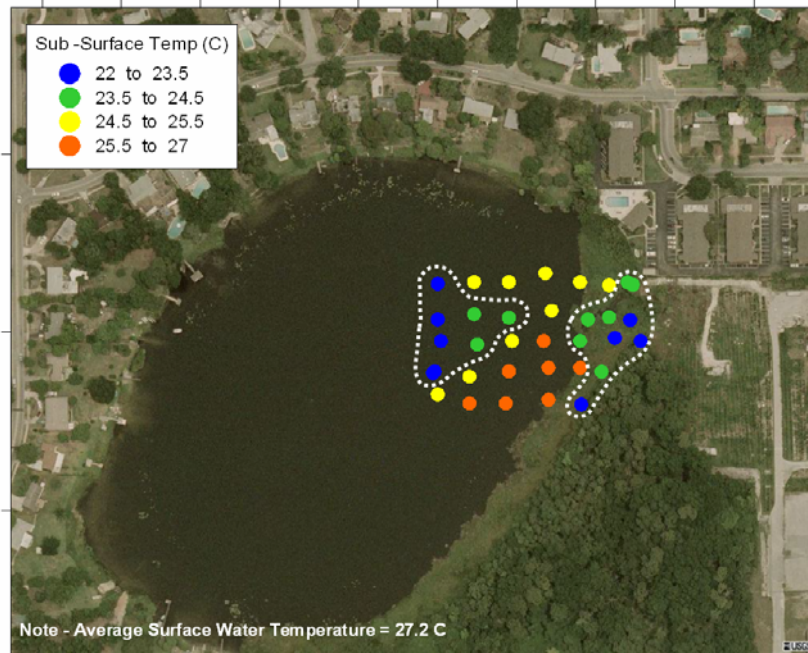 Sub -Surface Temp (C)
22 to 23.5
23.5 to 24.5
24.5 to 25.5
25.5 to 27
Note - Average Surface Water Temperature = 27.2 C
USGS